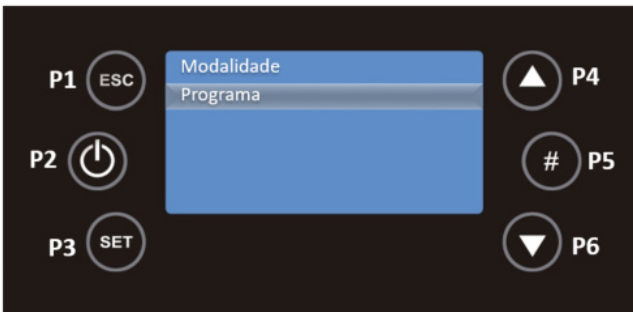 P1 ESC
P2
P3 SET
Modalidade
Programa
P4
# P5
P6